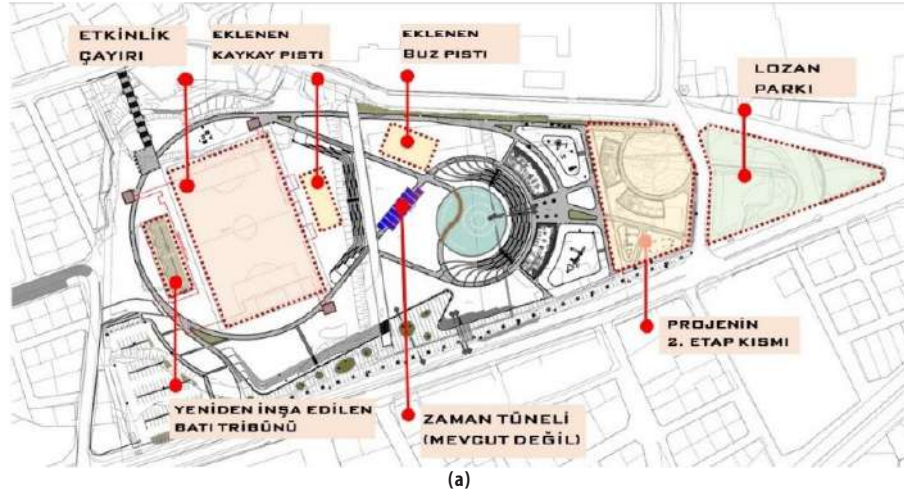 ETKİNLİK
ÇAYIRI
EKLENEN
KAYKAY PISTI
EKLENEN
BUZ PISTI
LOZAN
PARKI
PROJENİN
2. ETAP KISMI
YENİDEN İNŞA EDİLEN
BATI TRİBÜNÜ
ZAMAN TÜNELİ
(MEVCUT DEĞİL)
(a)